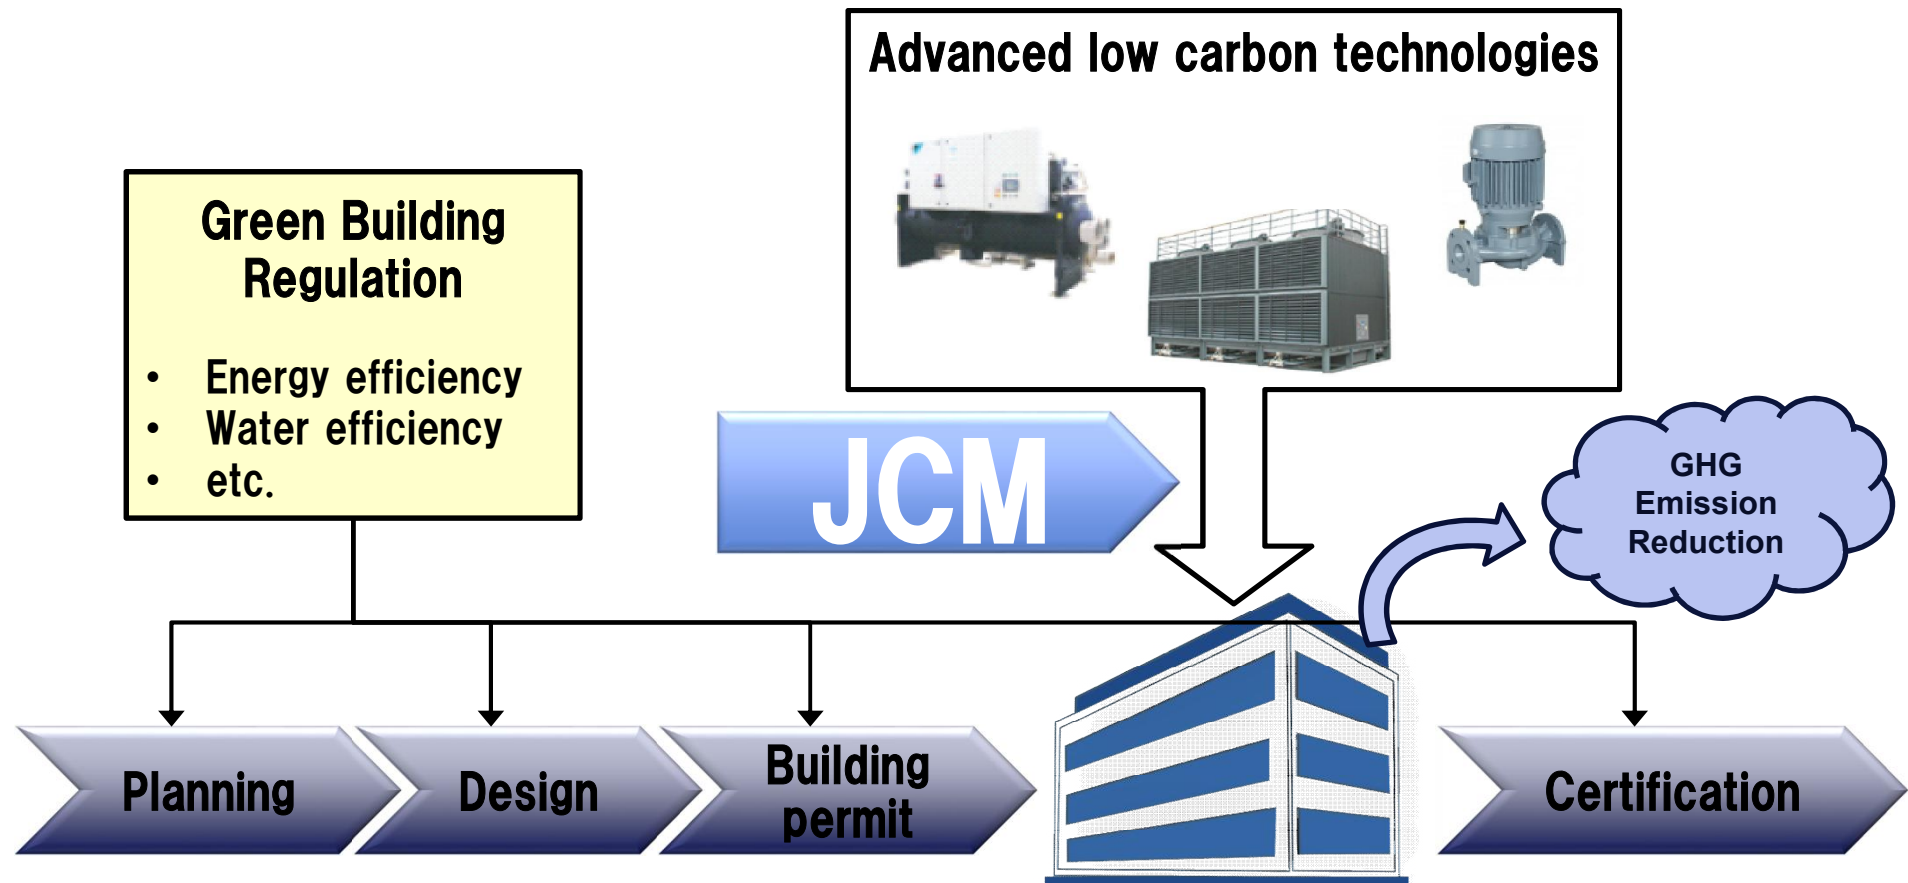 Advanced low carbon technologies
Green Building
Regulation
• Energy efficiency
• Water efficiency
• etc.
JCM
GHG
Emission
Reduction
Planning
Design
Building
permit
Certification